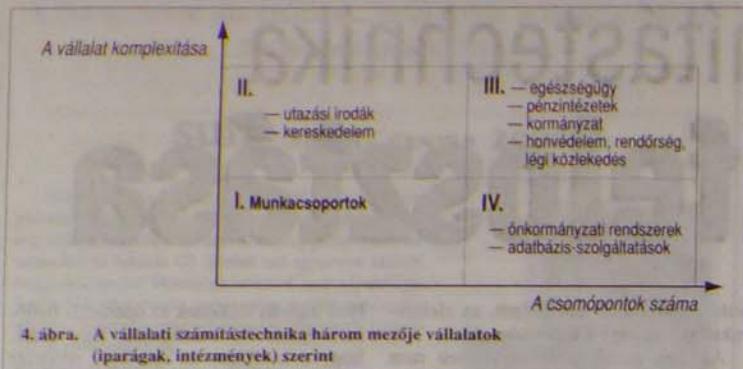 A vállalat komplexitása
II.
— utazási irodák
— kereskedelem
III. — egészségügy
— pénzintézetek
— kormányzat
— honvédelem, rendőrség,
légi közlekedés
I. Munkacsoportok
IV.
— önkormányzati rendszerek
— adatbázis-szolgáltatások
A csomópontok száma
4. ábra. A vállalati számítástechnika három mezője vállalatok
(iparágak, intézmények) szerint